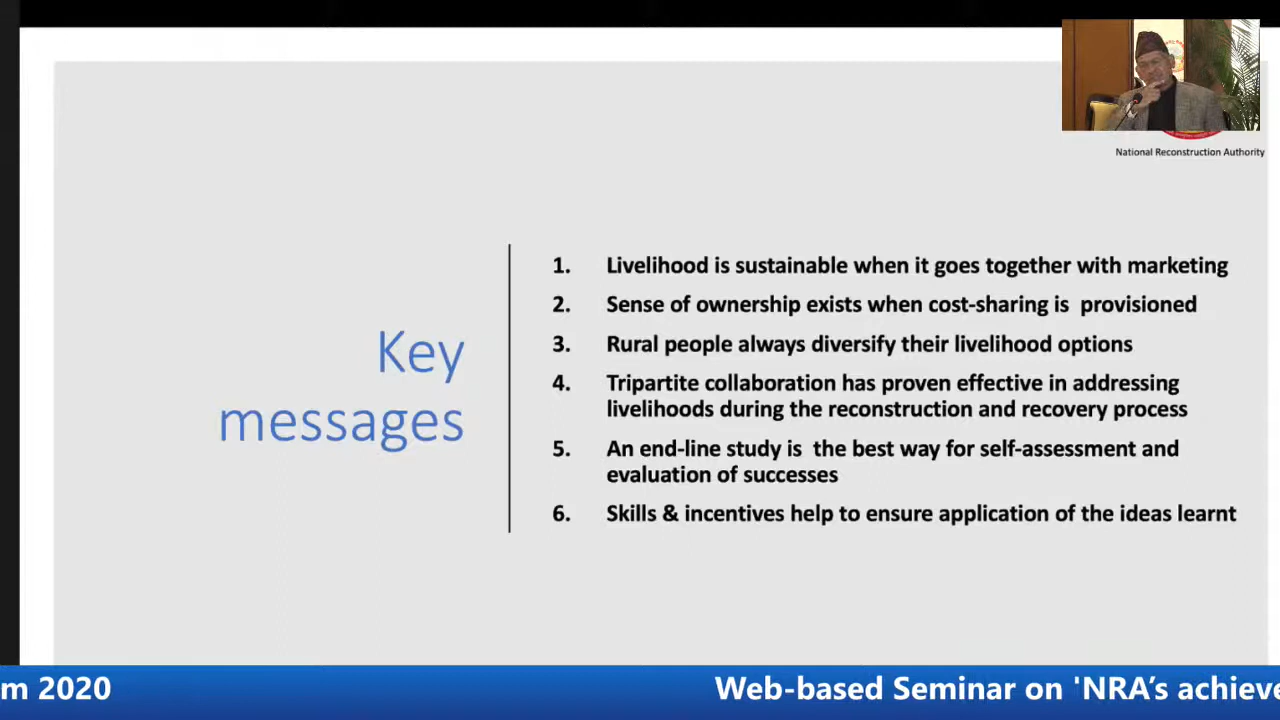 National Reconstruction Authority
Key
messages
1. Livelihood is sustainable when it goes together with marketing
2. Sense of ownership exists when cost-sharing is provisioned
3. Rural people always diversify their livelihood options
4. Tripartite collaboration has proven effective in addressing
livelihoods during the reconstruction and recovery process
5. An end-line study is the best way for self-assessment and
evaluation of successes
6. Skills & incentives help to ensure application of the ideas learnt
m 2020 Web-based Seminar on 'NRA’s achieve